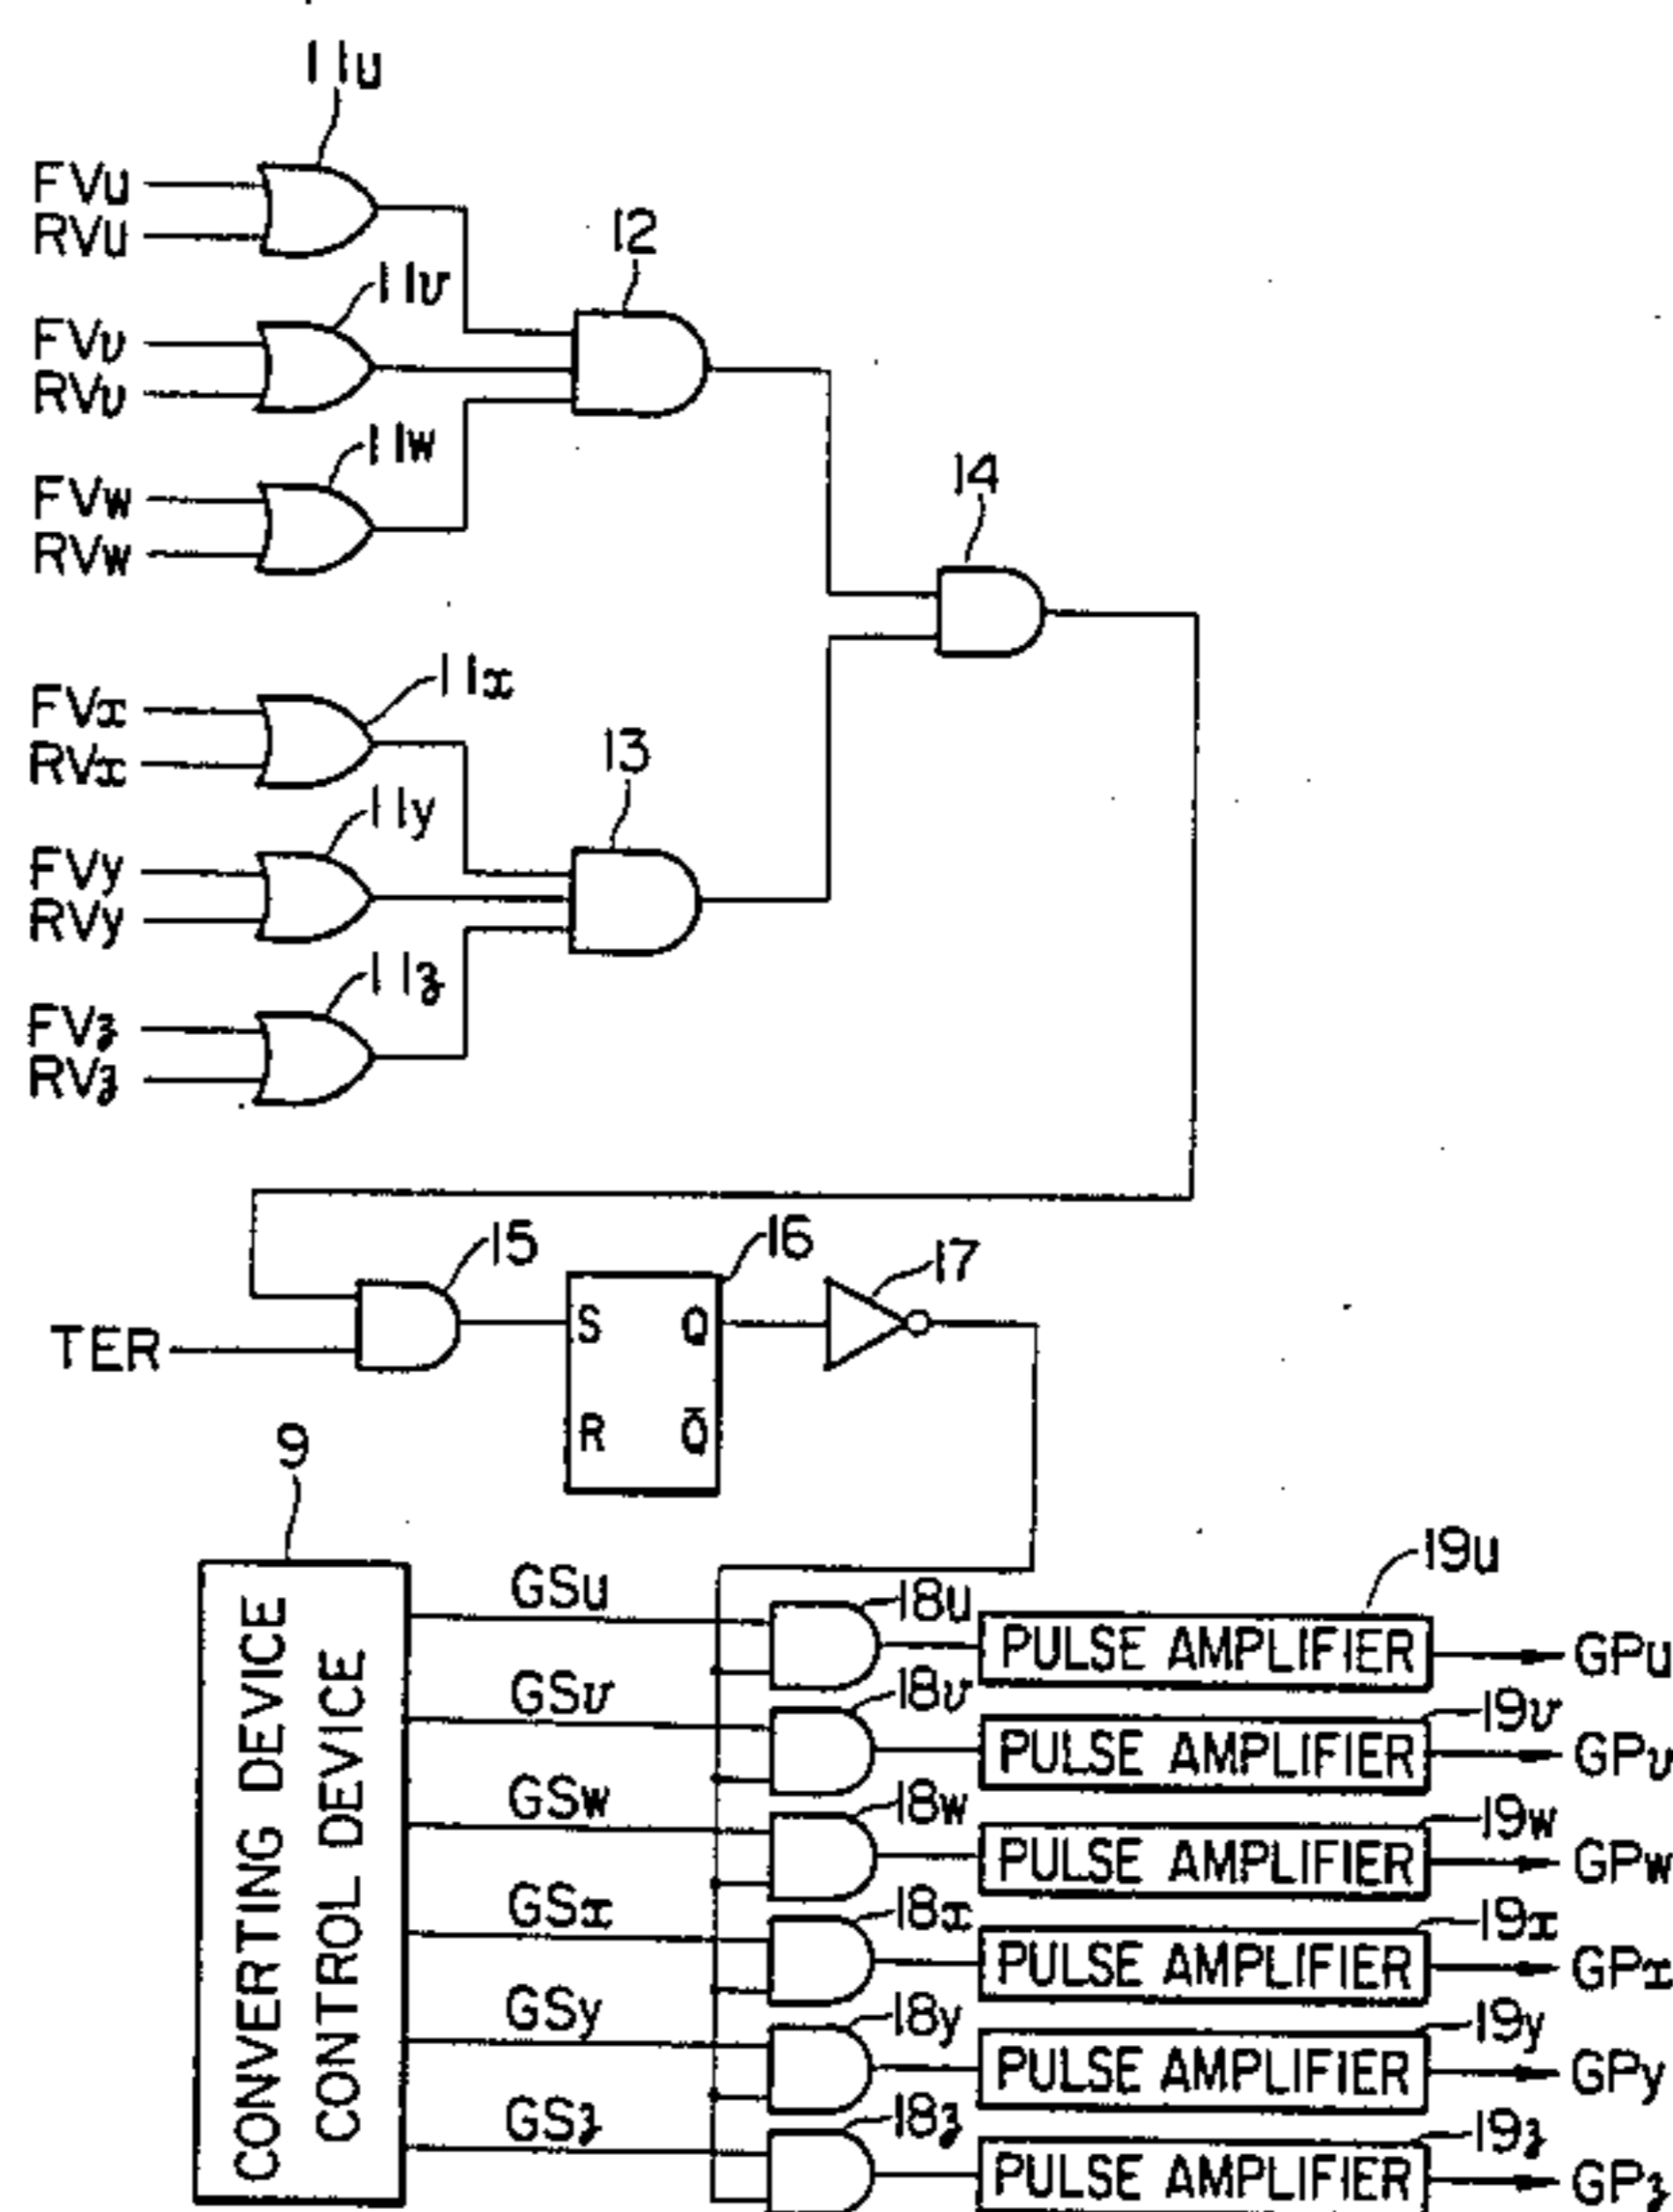 11u
FVu
RVu
12
11v
FVv
RVv
11w
FVw
RVw
14
11x
FVx
RVx
13
11y
FVy
RVy
11z
FVz
RVz
15
16
17
TER
S
Q
R
Q̄
9
CONVERTING DEVICE
CONTROL DEVICE
GSu
18u
19u
PULSE AMPLIFIER
GPu
GSv
18v
19v
PULSE AMPLIFIER
GPv
GSw
18w
19w
PULSE AMPLIFIER
GPw
GSx
18x
19x
PULSE AMPLIFIER
GPx
GSy
18y
19y
PULSE AMPLIFIER
GPy
GSz
18z
19z
PULSE AMPLIFIER
GPz